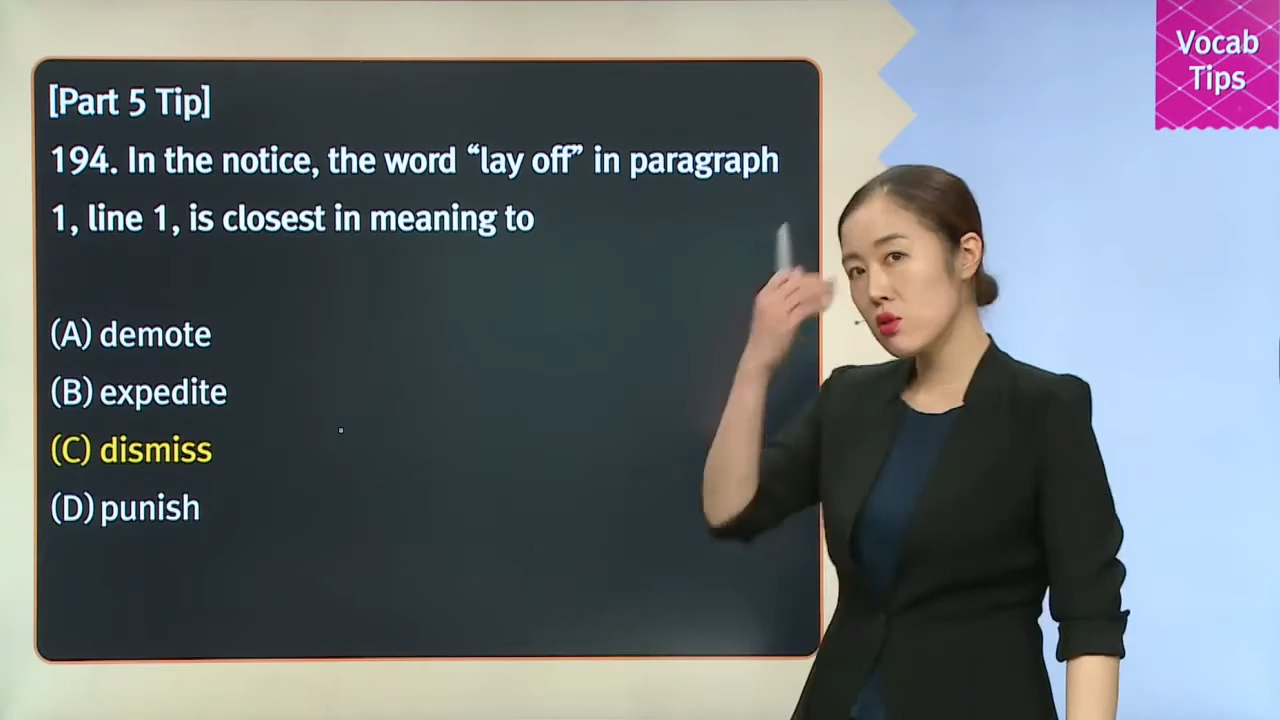 [Part 5 Tip]
194. In the notice, the word “lay off” in paragraph
1, line 1, is closest in meaning to
(A) demote
(B) expedite
(C) dismiss
(D) punish
Vocab
Tips